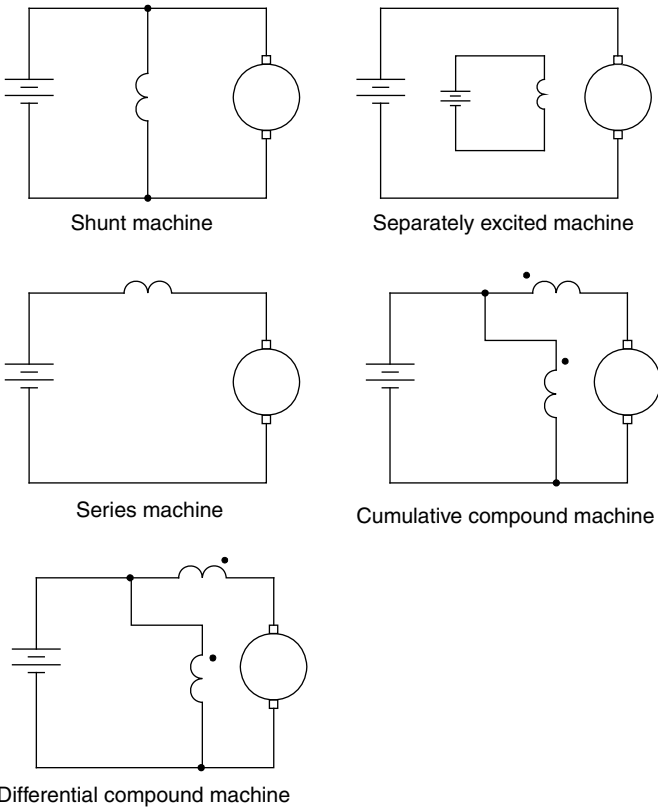 Shunt machine
Separately excited machine
Series machine
Cumulative compound machine
Differential compound machine